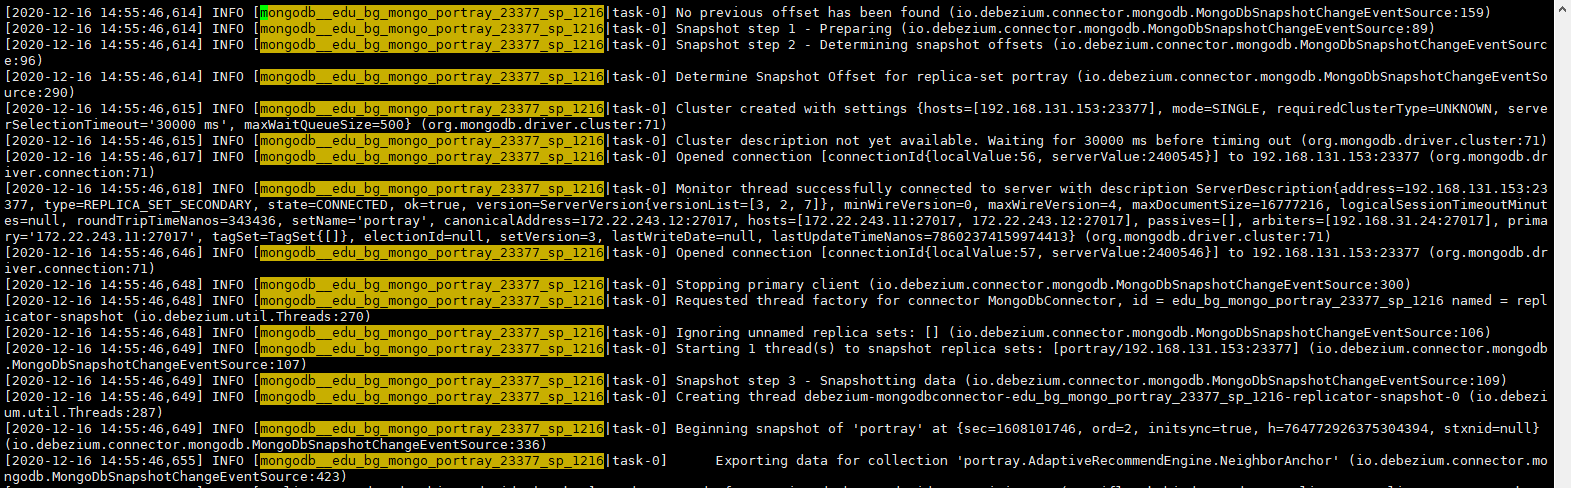 [2020-12-16 14:55:46,614] INFO [mongodb__edu_bg_mongo_portray_23377_sp_1216|task-0] No previous offset has been found (io.debezium.connector.mongodb.MongoDbSnapshotChangeEventSource:159)
[2020-12-16 14:55:46,614] INFO [mongodb__edu_bg_mongo_portray_23377_sp_1216|task-0] Snapshot step 1 - Preparing (io.debezium.connector.mongodb.MongoDbSnapshotChangeEventSource:89)
[2020-12-16 14:55:46,614] INFO [mongodb__edu_bg_mongo_portray_23377_sp_1216|task-0] Snapshot step 2 - Determining snapshot offsets (io.debezium.connector.mongodb.MongoDbSnapshotChangeEventSourc
e:96)
[2020-12-16 14:55:46,614] INFO [mongodb__edu_bg_mongo_portray_23377_sp_1216|task-0] Determine Snapshot Offset for replica-set portray (io.debezium.connector.mongodb.MongoDbSnapshotChangeEventSo
urce:290)
[2020-12-16 14:55:46,615] INFO [mongodb__edu_bg_mongo_portray_23377_sp_1216|task-0] Cluster created with settings {hosts=[192.168.131.153:23377], mode=SINGLE, requiredClusterType=UNKNOWN, serve
rSelectionTimeout='30000 ms', maxWaitQueueSize=500} (org.mongodb.driver.cluster:71)
[2020-12-16 14:55:46,615] INFO [mongodb__edu_bg_mongo_portray_23377_sp_1216|task-0] Cluster description not yet available. Waiting for 30000 ms before timing out (org.mongodb.driver.cluster:71)
[2020-12-16 14:55:46,617] INFO [mongodb__edu_bg_mongo_portray_23377_sp_1216|task-0] Opened connection [connectionId{localValue:56, serverValue:2400545}] to 192.168.131.153:23377 (org.mongodb.dr
iver.connection:71)
[2020-12-16 14:55:46,618] INFO [mongodb__edu_bg_mongo_portray_23377_sp_1216|task-0] Monitor thread successfully connected to server with description ServerDescription{address=192.168.131.153:23
377, type=REPLICA_SET_SECONDARY, state=CONNECTED, ok=true, version=ServerVersion{versionList=[3, 2, 7]}, minWireVersion=0, maxWireVersion=4, maxDocumentSize=16777216, logicalSessionTimeoutMinut
es=null, roundTripTimeNanos=343436, setName='portray', canonicalAddress=172.22.243.12:27017, hosts=[172.22.243.11:27017, 172.22.243.12:27017], passives=[], arbiters=[192.168.31.24:27017], prima
ry='172.22.243.11:27017', tagSet=TagSet{[]}, electionId=null, setVersion=3, lastWriteDate=null, lastUpdateTimeNanos=78602374159974413} (org.mongodb.driver.cluster:71)
[2020-12-16 14:55:46,646] INFO [mongodb__edu_bg_mongo_portray_23377_sp_1216|task-0] Opened connection [connectionId{localValue:57, serverValue:2400546}] to 192.168.131.153:23377 (org.mongodb.dr
iver.connection:71)
[2020-12-16 14:55:46,648] INFO [mongodb__edu_bg_mongo_portray_23377_sp_1216|task-0] Stopping primary client (io.debezium.connector.mongodb.MongoDbSnapshotChangeEventSource:300)
[2020-12-16 14:55:46,648] INFO [mongodb__edu_bg_mongo_portray_23377_sp_1216|task-0] Requested thread factory for connector MongoDbConnector, id = edu_bg_mongo_portray_23377_sp_1216 named = repl
icator-snapshot (io.debezium.util.Threads:270)
[2020-12-16 14:55:46,648] INFO [mongodb__edu_bg_mongo_portray_23377_sp_1216|task-0] Ignoring unnamed replica sets: [] (io.debezium.connector.mongodb.MongoDbSnapshotChangeEventSource:106)
[2020-12-16 14:55:46,649] INFO [mongodb__edu_bg_mongo_portray_23377_sp_1216|task-0] Starting 1 thread(s) to snapshot replica sets: [portray/192.168.131.153:23377] (io.debezium.connector.mongodb
.MongoDbSnapshotChangeEventSource:107)
[2020-12-16 14:55:46,649] INFO [mongodb__edu_bg_mongo_portray_23377_sp_1216|task-0] Snapshot step 3 - Snapshotting data (io.debezium.connector.mongodb.MongoDbSnapshotChangeEventSource:109)
[2020-12-16 14:55:46,649] INFO [mongodb__edu_bg_mongo_portray_23377_sp_1216|task-0] Creating thread debezium-mongodbconnector-edu_bg_mongo_portray_23377_sp_1216-replicator-snapshot-0 (io.debezi
um.util.Threads:287)
[2020-12-16 14:55:46,649] INFO [mongodb__edu_bg_mongo_portray_23377_sp_1216|task-0] Beginning snapshot of 'portray' at {sec=1608101746, ord=2, initsync=true, h=764772926375304394, stxnid=null}
(io.debezium.connector.mongodb.MongoDbSnapshotChangeEventSource:336)
[2020-12-16 14:55:46,655] INFO [mongodb__edu_bg_mongo_portray_23377_sp_1216|task-0]      Exporting data for collection 'portray.AdaptiveRecommendEngine.NeighborAnchor' (io.debezium.connector.mo
ngodb.MongoDbSnapshotChangeEventSource:423)